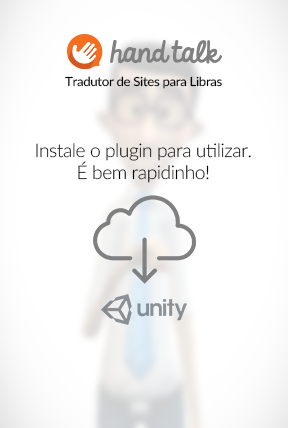 hand talk
Tradutor de Sites para Libras
Instale o plugin para utilizar.
É bem rapidinho!
unity